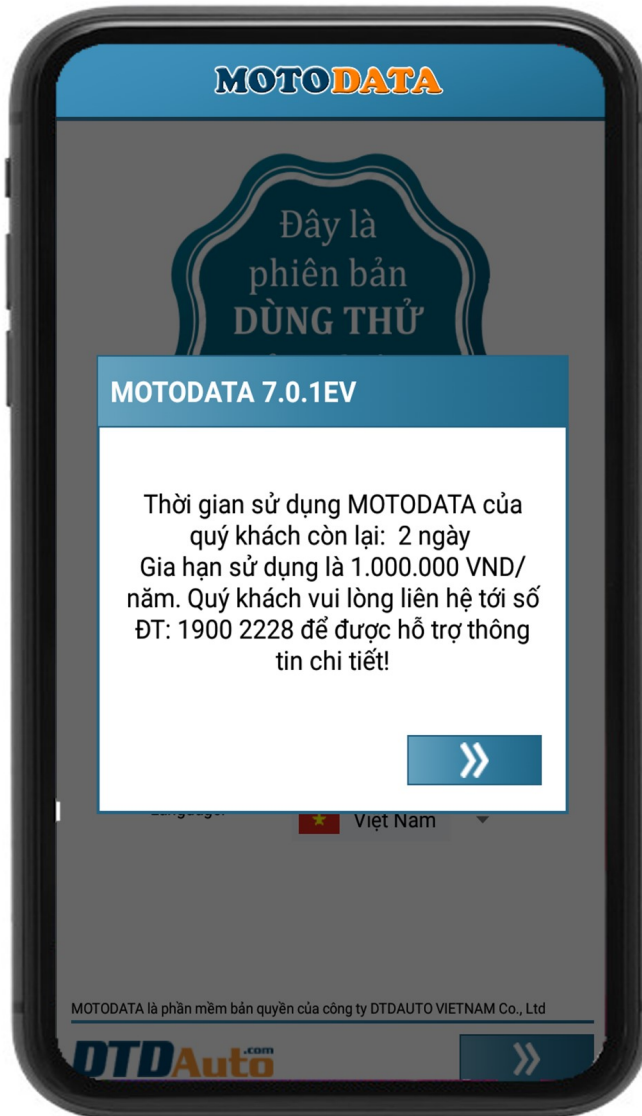 MOTODATA
Đây là
phiên bản
DÙNG THỬ
MOTODATA 7.0.1EV
Thời gian sử dụng MOTODATA của
quý khách còn lại: 2 ngày
Gia hạn sử dụng là 1.000.000 VND/
năm. Quý khách vui lòng liên hệ tới số
ĐT: 1900 2228 để được hỗ trợ thông
tin chi tiết!
Việt Nam
MOTODATA là phần mềm bản quyền của công ty DTDAUTO VIETNAM Co., Ltd
DTDAuto.com